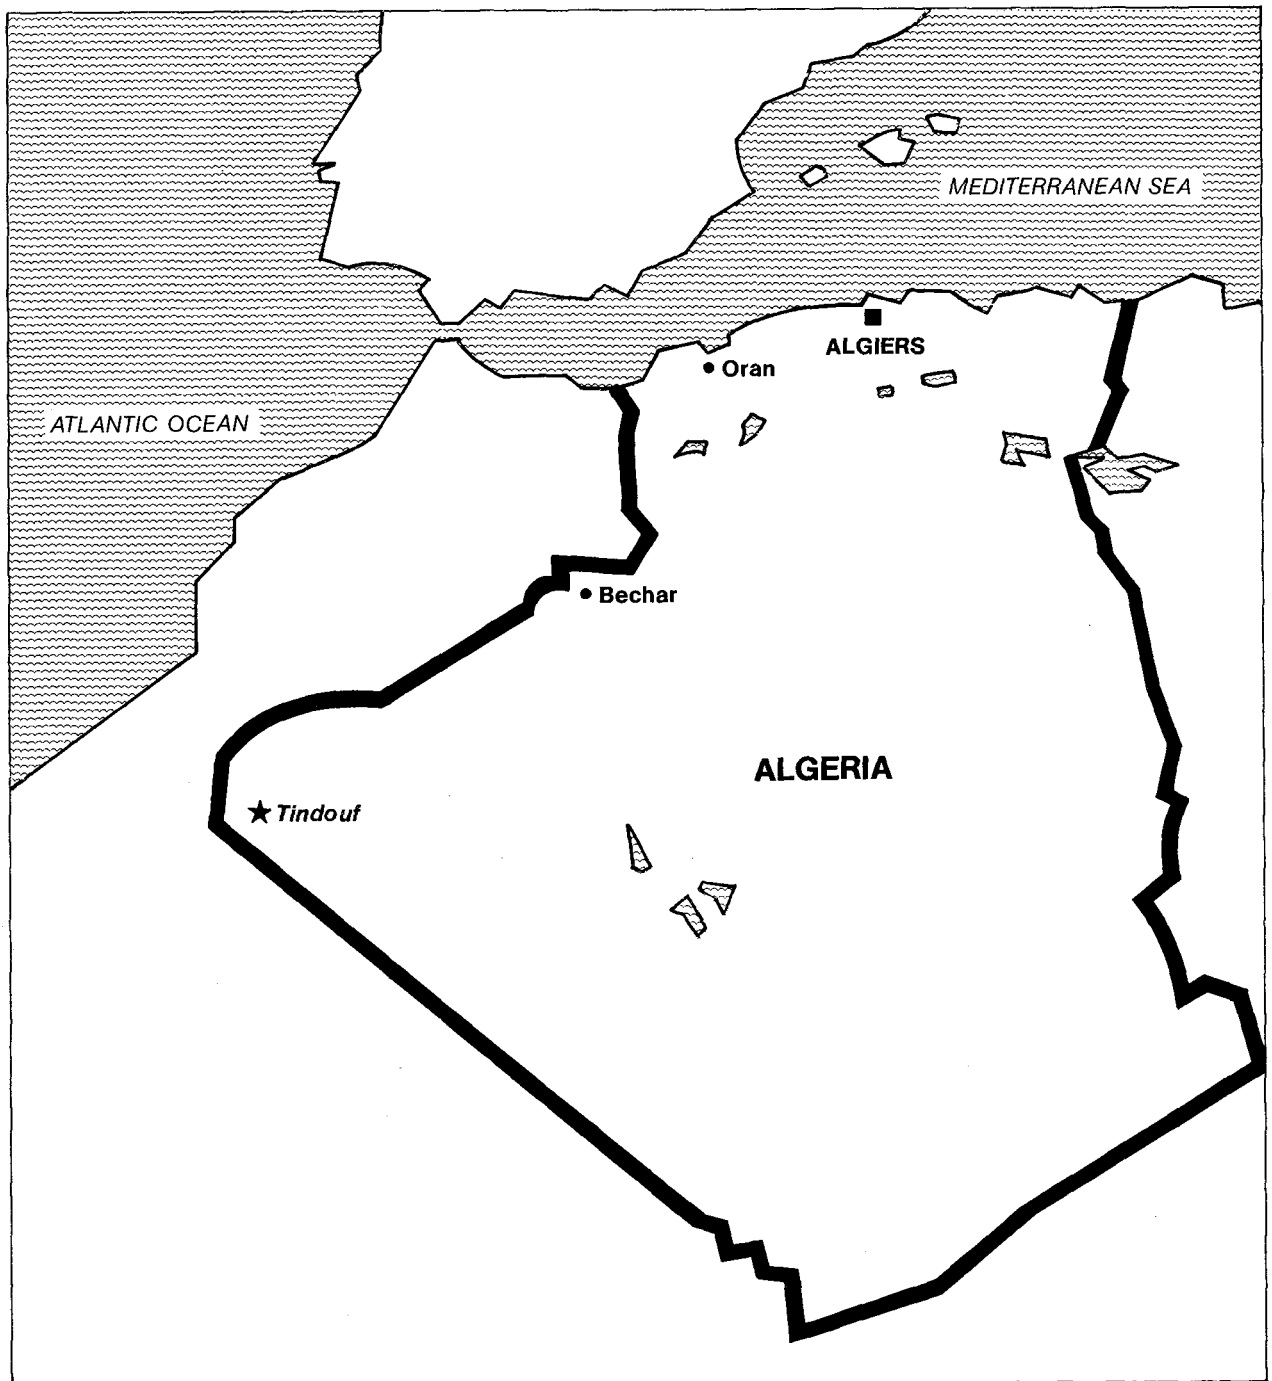 MEDITERRANEAN SEA
ALGIERS
Oran
ATLANTIC OCEAN
Bechar
ALGERIA
Tindouf